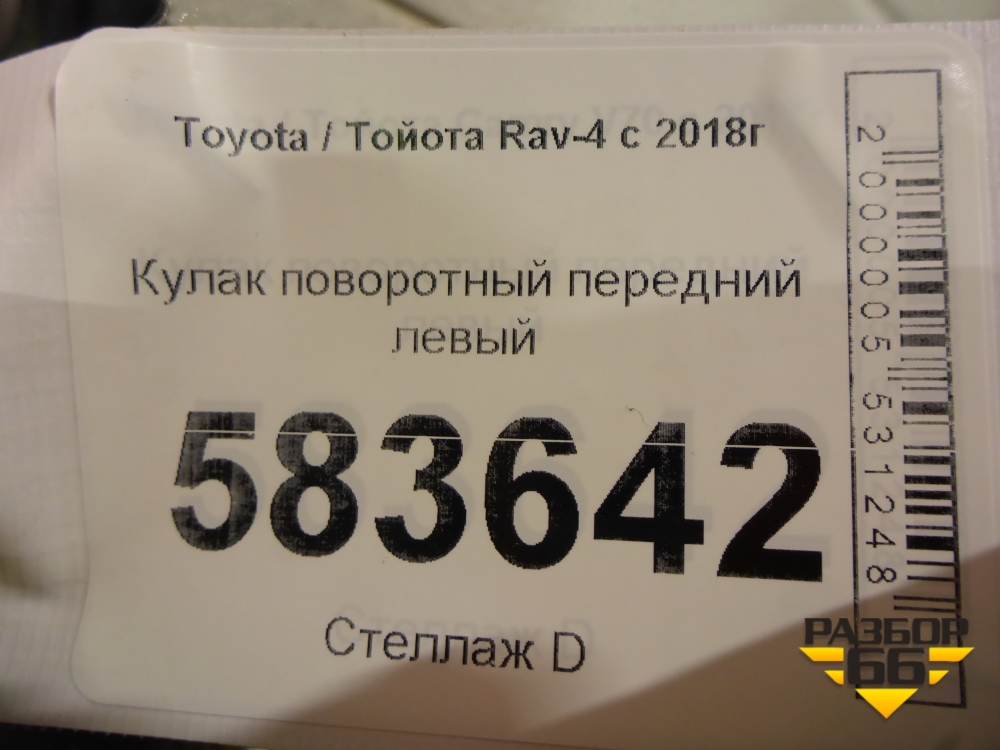 Toyota / Тойота Rav-4 с 2018г
Кулак поворотный передний
левый
583642
Стеллаж D
2000005531248
РАЗБОР
66